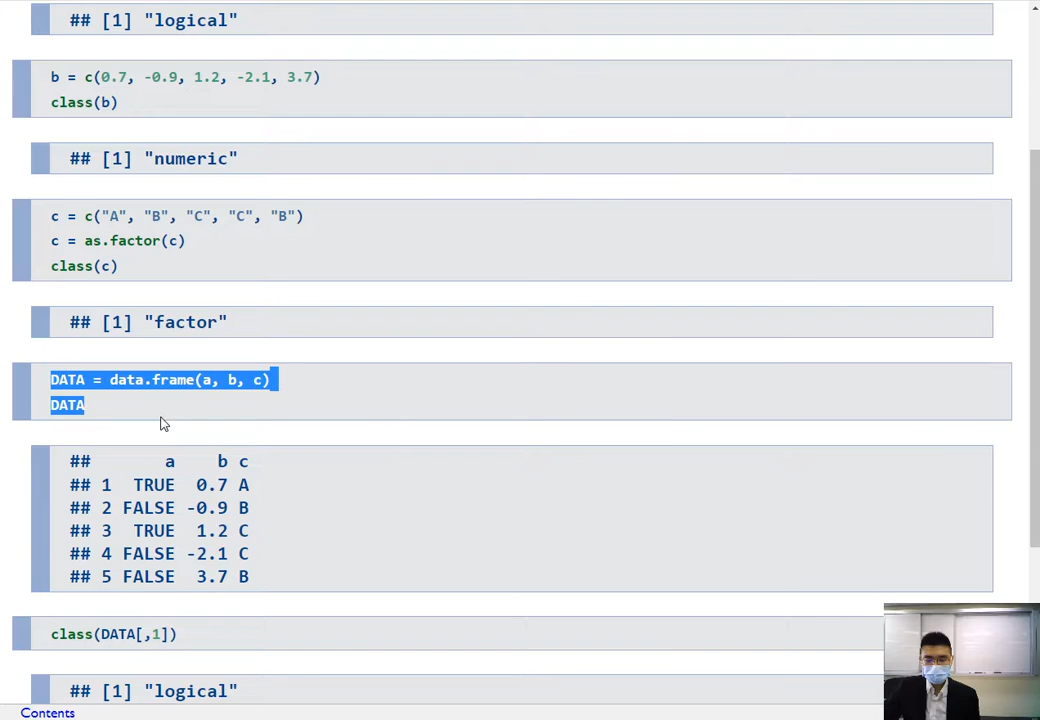 ## [1] "logical"
b = c(0.7, -0.9, 1.2, -2.1, 3.7)
class(b)
## [1] "numeric"
c = c("A", "B", "C", "C", "B")
c = as.factor(c)
class(c)
## [1] "factor"
DATA = data.frame(a, b, c)
DATA
##       a    b c
## 1  TRUE  0.7 A
## 2 FALSE -0.9 B
## 3  TRUE  1.2 C
## 4 FALSE -2.1 C
## 5 FALSE  3.7 B
class(DATA[,1])
## [1] "logical"
Contents